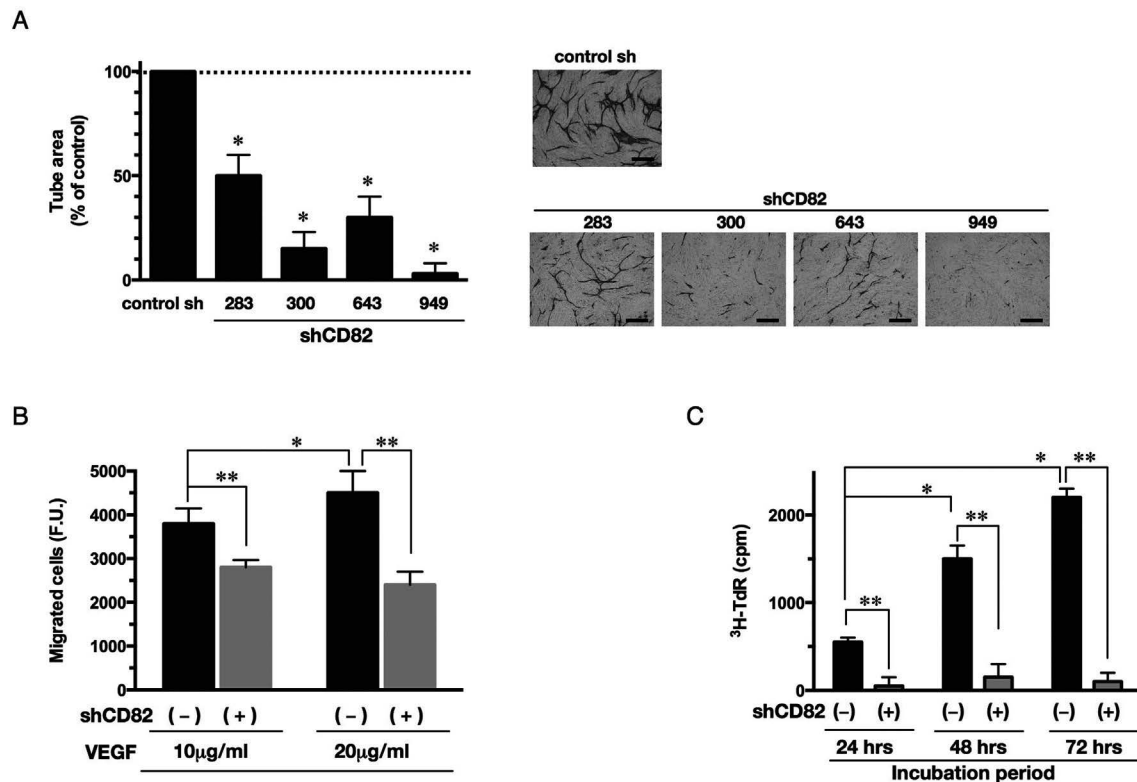 A
Tube area
(% of control)
100
50
0
*
*
*
*
control sh 283 300 643 949
shCD82
control sh
shCD82
283 300 643 949
B
Migrated cells (F.U.)
5000
4000
3000
2000
1000
0
** * **
shCD82 (-) (+) (-) (+)
VEGF 10μg/ml 20μg/ml
C
³H-TdR (cpm)
2000
1000
0
** * ** * **
shCD82 (-) (+) (-) (+) (-) (+)
24 hrs 48 hrs 72 hrs
Incubation period